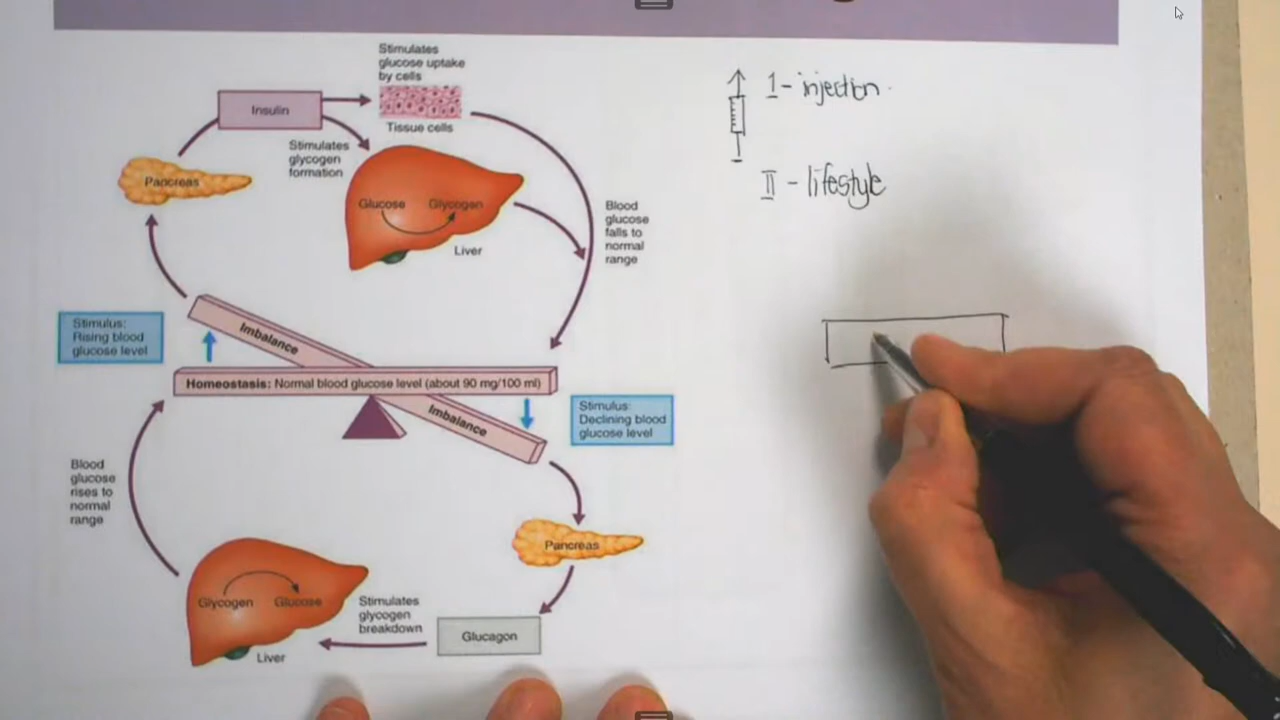 Stimulates
glucose uptake
by cells
Insulin
Tissue cells
Stimulates
glycogen
formation
Pancreas
Glucose Glycogen
Liver
Blood
glucose
falls to
normal
range
Stimulus:
Rising blood
glucose level
Imbalance
Homeostasis: Normal blood glucose level (about 90 mg/100 ml)
Imbalance
Stimulus:
Declining blood
glucose level
Blood
glucose
rises to
normal
range
Pancreas
Glycogen Glucose
Stimulates
glycogen
breakdown
Glucagon
Liver
I - injection.
II - lifestyle